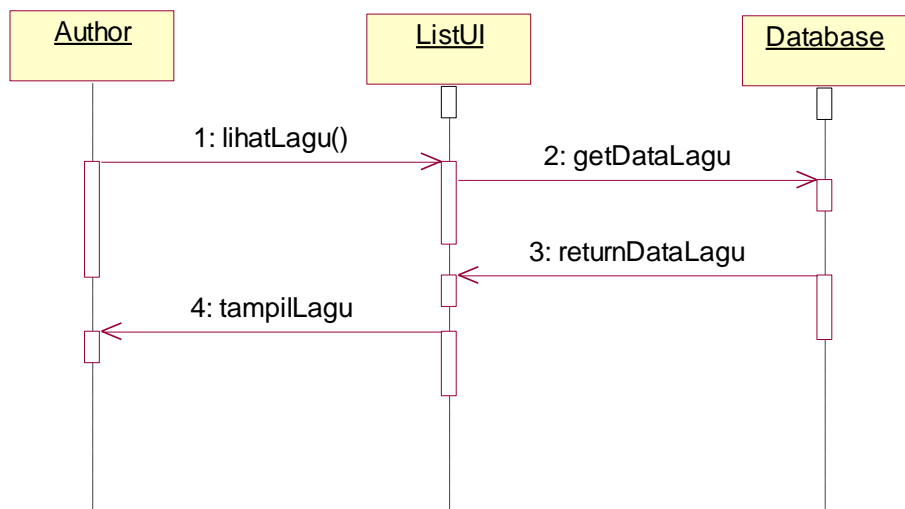 Author
ListUI
Database
1: lihatLagu()
2: getDataLagu
3: returnDataLagu
4: tampilLagu